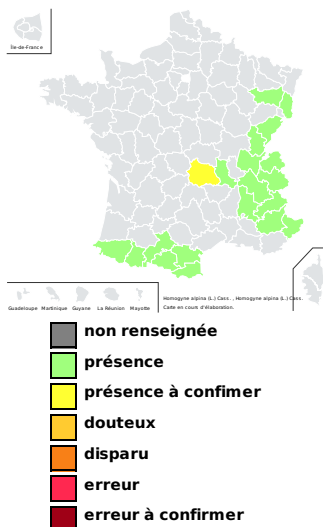 Île-de-France
Guadeloupe Martinique Guyane La Réunion Mayotte
Homogyne alpina (L.) Cass. , Homogyne alpina (L.) Cass.
Carte en cours d'élaboration.
non renseignée
présence
présence à confimer
douteux
disparu
erreur
erreur à confirmer